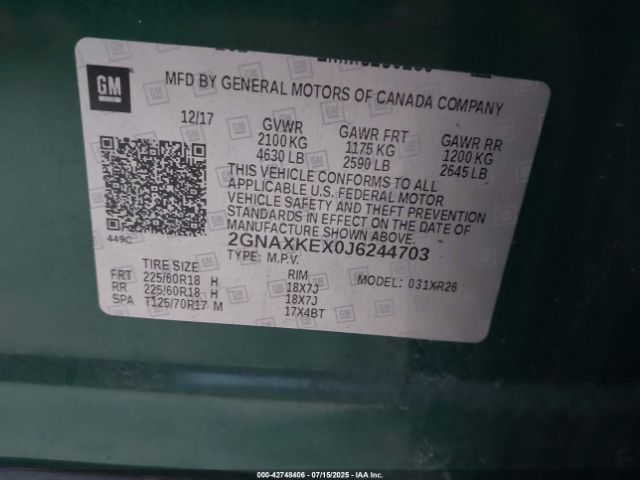 GM
MFD BY GENERAL MOTORS OF CANADA COMPANY
12/17 GVWR GAWR FRT GAWR RR
2100 KG 1175 KG 1200 KG
4630 LB 2590 LB 2645 LB
THIS VEHICLE CONFORMS TO ALL
APPLICABLE U.S. FEDERAL MOTOR
VEHICLE SAFETY AND THEFT PREVENTION
STANDARDS IN EFFECT ON THE DATE OF
MANUFACTURE SHOWN ABOVE.
449C 2GNAXKEX0J6244703
TYPE: M.P.V. MODEL: 031XR26
TIRE SIZE RIM
FRT 225/60R18 H 18X7J
RR 225/60R18 H 18X7J
SPA T125/70R17 M 17X4BT
000-42748406 - 07/15/2025 - IAA Inc.